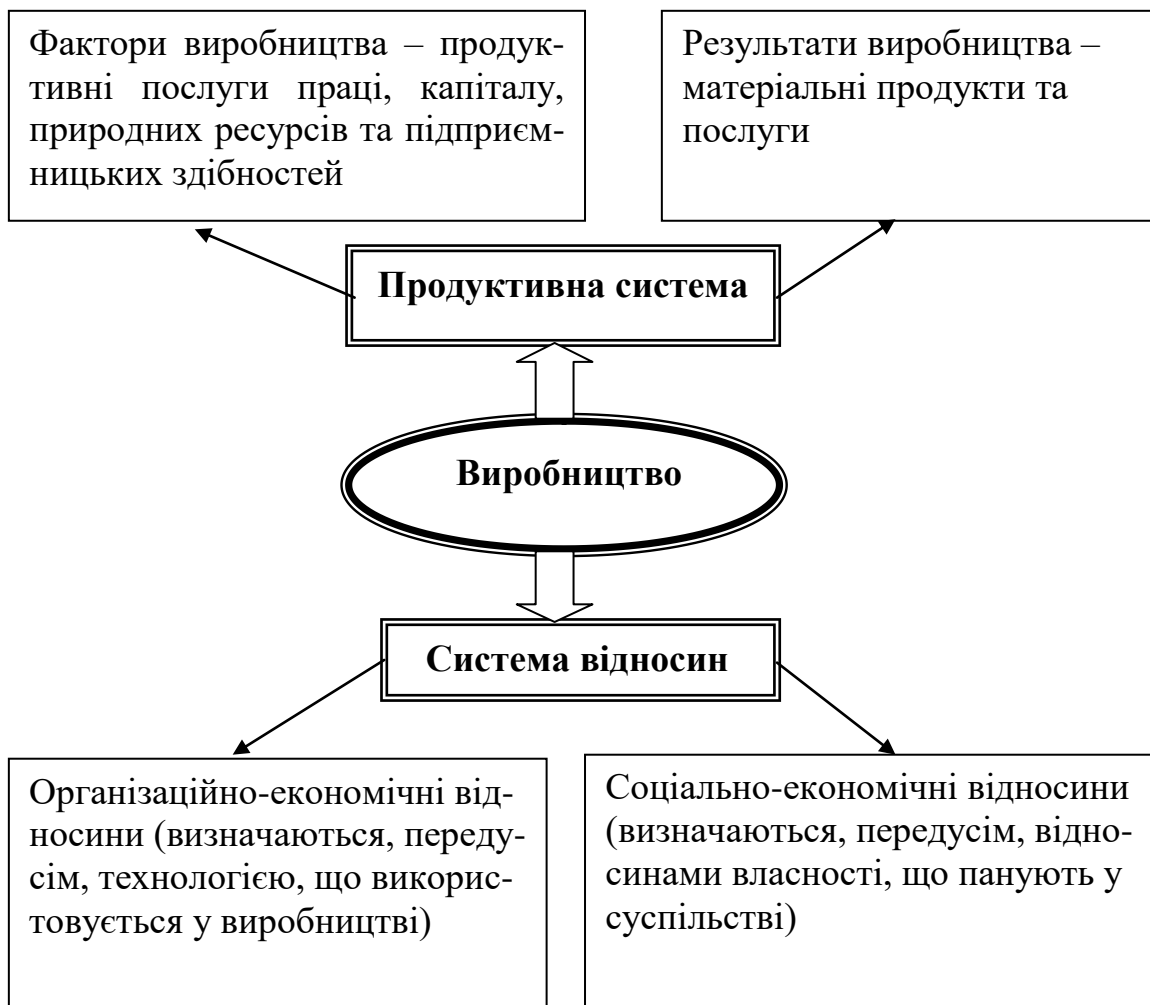 Фактори виробництва – продук-
тивні послуги праці, капіталу,
природних ресурсів та підприєм-
ницьких здібностей
Результати виробництва –
матеріальні продукти та
послуги
Продуктивна система
Виробництво
Система відносин
Організаційно-економічні від-
носини (визначаються, переду-
сім, технологією, що викорис-
товується у виробництві)
Соціально-економічні відносини
(визначаються, передусім, відно-
синами власності, що панують у
суспільстві)